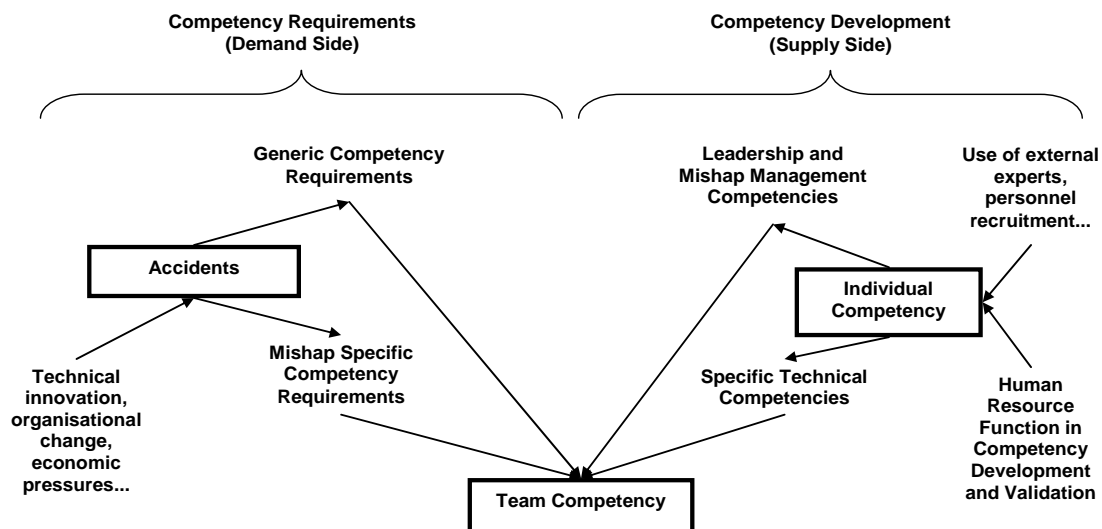 Competency Requirements
(Demand Side)
Competency Development
(Supply Side)
Generic Competency
Requirements
Leadership and
Mishap Management
Competencies
Use of external
experts,
personnel
recruitment...
Accidents
Individual
Competency
Mishap Specific
Competency
Requirements
Technical
innovation,
organisational
change,
economic
pressures...
Specific Technical
Competencies
Human
Resource
Function in
Competency
Development
and Validation
Team Competency